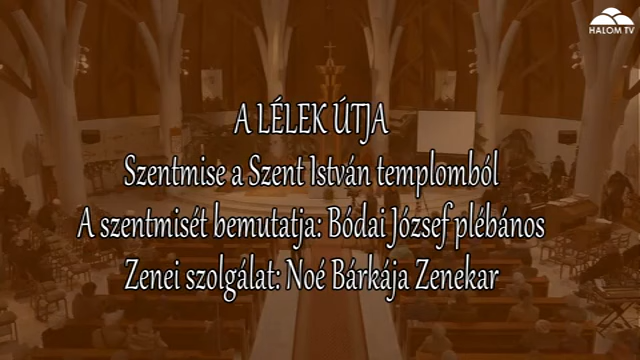 HALOM TV
A LÉLEK ÚTJA
Szentmise a Szent István templomból
A szentmisét bemutatja: Bódai József plébános
Zenei szolgálat: Noé Bárkája Zenekar